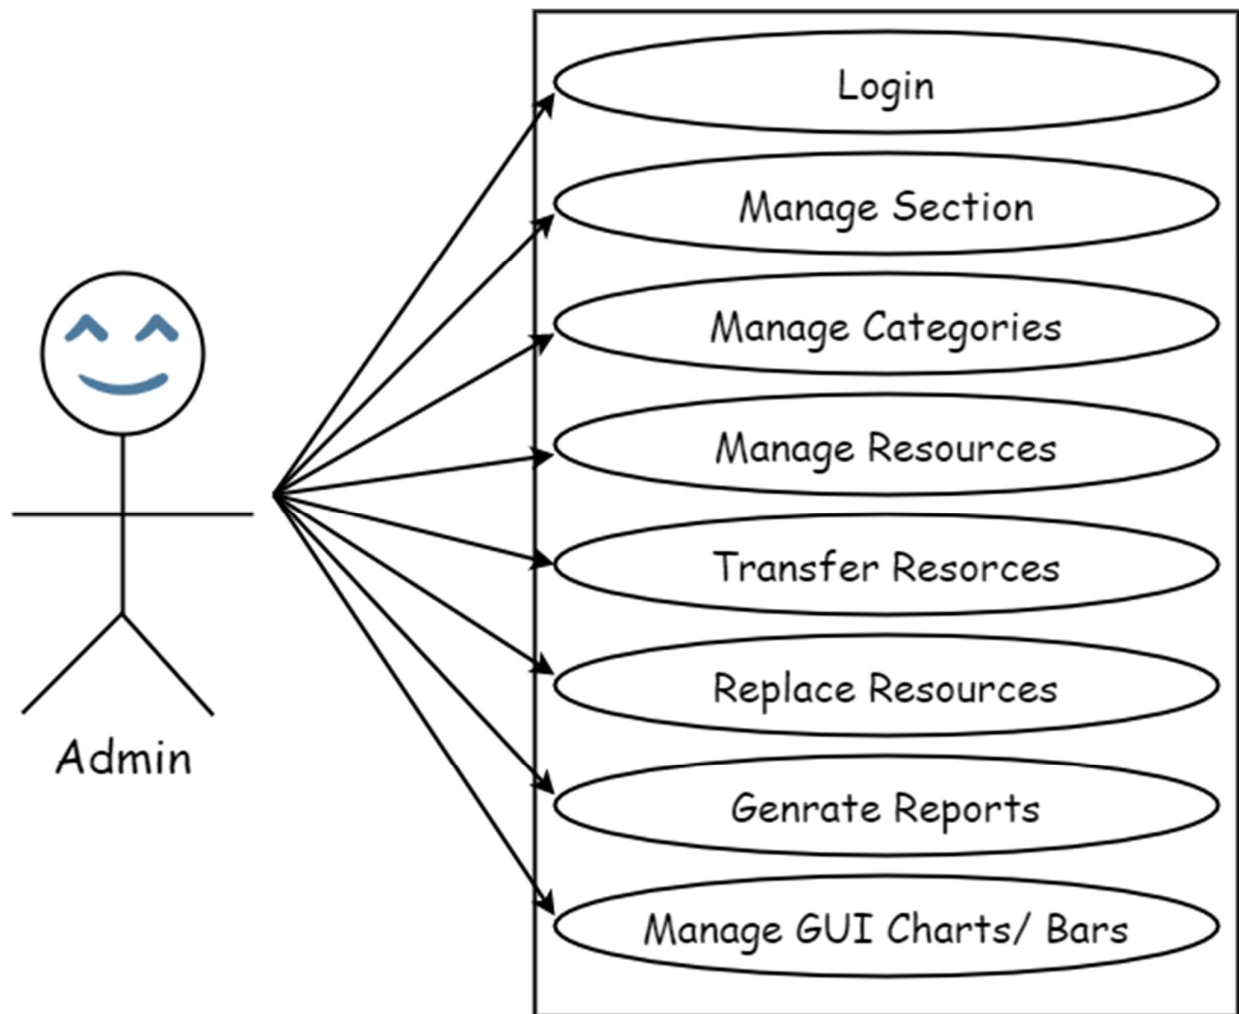 Login
Manage Section
Manage Categories
Manage Resources
Transfer Resorces
Replace Resources
Genrate Reports
Manage GUI Charts/ Bars
Admin